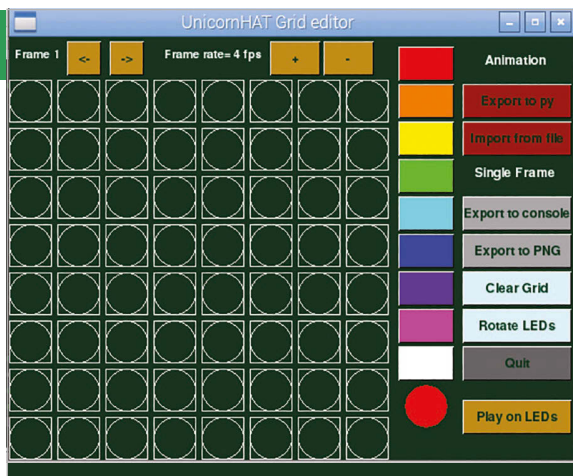 UnicornHAT Grid editor
Frame 1 <- -> Frame rate= 4 fps + -
Animation
Export to py
Import from file
Single Frame
Export to console
Export to PNG
Clear Grid
Rotate LEDs
Quit
Play on LEDs